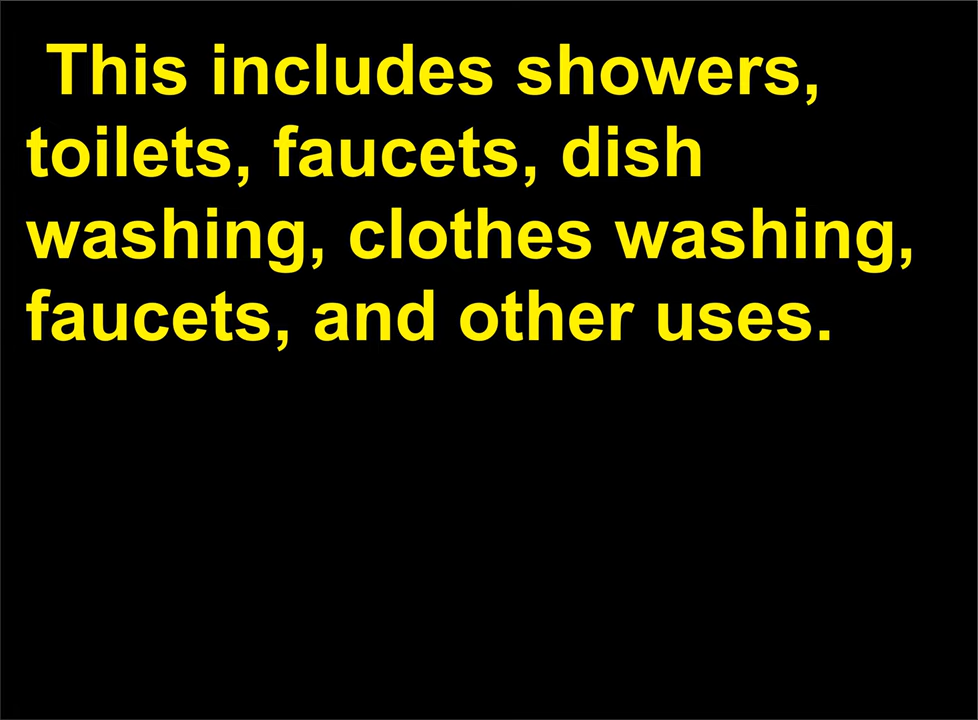 This includes showers,
toilets, faucets, dish
washing, clothes washing,
faucets, and other uses.